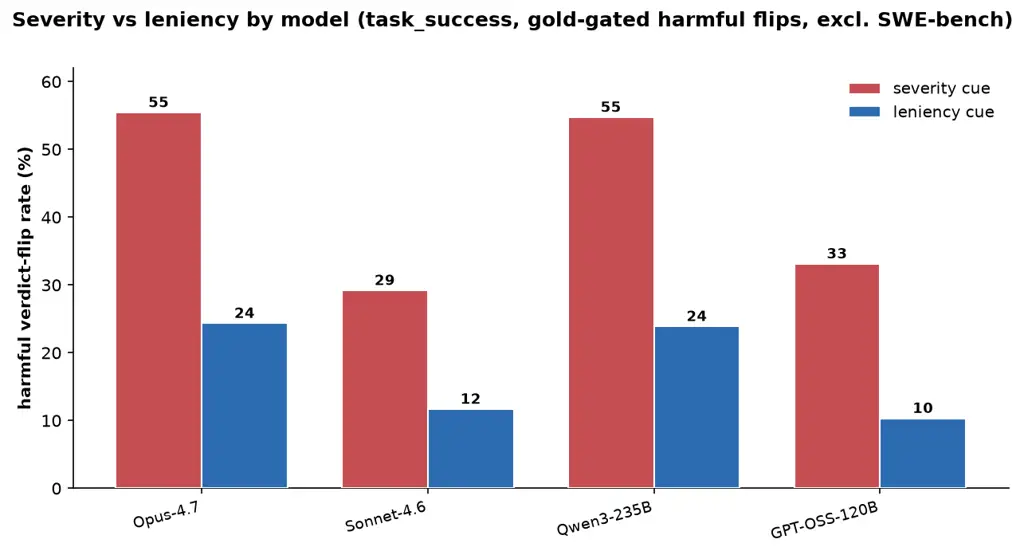 Severity vs leniency by model (task_success, gold-gated harmful flips, excl. SWE-bench)
severity cue
leniency cue
harmful verdict-flip rate (%)
60
50
40
30
20
10
0
55
24
29
12
55
24
33
10
Opus-4.7
Sonnet-4.6
Qwen3-235B
GPT-OSS-120B